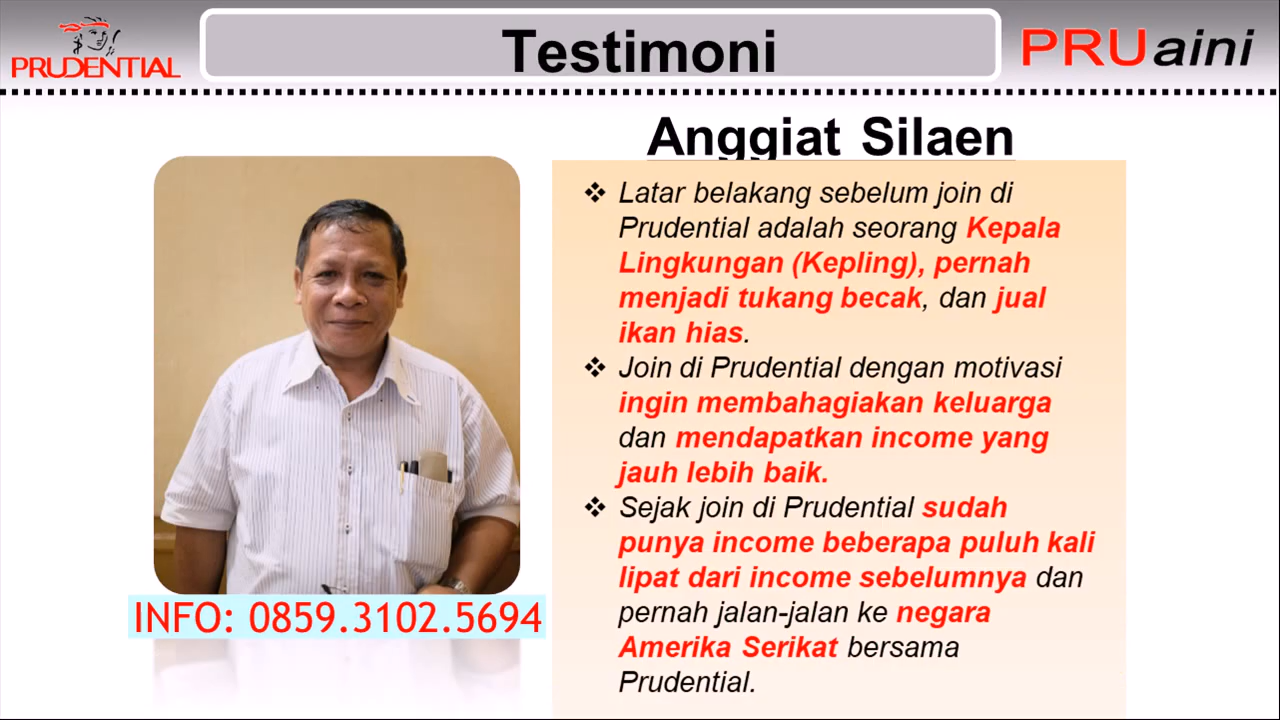 PRUDENTIAL
Testimoni
PRUaini
Anggiat Silaen
❖ Latar belakang sebelum join di
Prudential adalah seorang Kepala
Lingkungan (Kepling), pernah
menjadi tukang becak, dan jual
ikan hias.
❖ Join di Prudential dengan motivasi
ingin membahagiakan keluarga
dan mendapatkan income yang
jauh lebih baik.
❖ Sejak join di Prudential sudah
punya income beberapa puluh kali
lipat dari income sebelumnya dan
pernah jalan-jalan ke negara
Amerika Serikat bersama
Prudential.
INFO: 0859.3102.5694